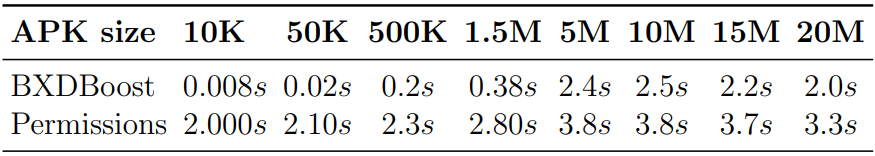 APK size 10K 50K 500K 1.5M 5M 10M 15M 20M
BXDBoost 0.008s 0.02s 0.2s 0.38s 2.4s 2.5s 2.2s 2.0s
Permissions 2.000s 2.10s 2.3s 2.80s 3.8s 3.8s 3.7s 3.3s